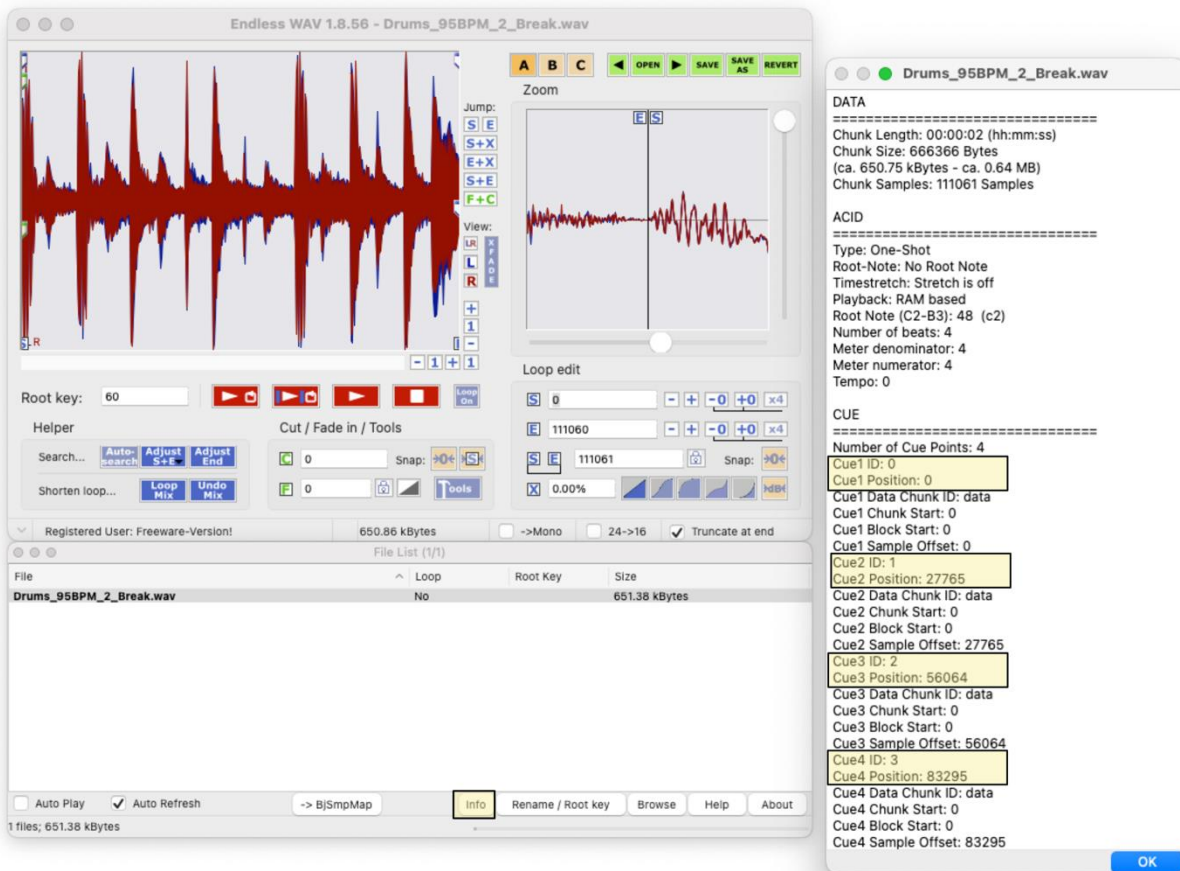 Endless WAV 1.8.56 - Drums_95BPM_2_Break.wav
A B C OPEN SAVE SAVE AS REVERT
Zoom
E S
Jump:
S E
S+X
E+X
S+E
F+C
View:
LR
L
R
XFADE
+
1
-
S R
- 1 + 1
Root key: 60
Loop On
Helper
Search... Auto-search Adjust S+E Adjust End
Shorten loop... Loop Mix Undo Mix
Cut / Fade in / Tools
C 0 Snap: 0 S
F 0 Tools
Loop edit
S 0 - + -0 +0 x4
E 111060 - + -0 +0 x4
S E 111061 Snap: 0
X 0.00% dB
Registered User: Freeware-Version! 650.86 kBytes ->Mono 24->16 Truncate at end
File List (1/1)
File Loop Root Key Size
Drums_95BPM_2_Break.wav No 651.38 kBytes
Auto Play Auto Refresh -> BjSmpMap Info Rename / Root key Browse Help About
1 files; 651.38 kBytes
Drums_95BPM_2_Break.wav
DATA
================================
Chunk Length: 00:00:02 (hh:mm:ss)
Chunk Size: 666366 Bytes
(ca. 650.75 kBytes - ca. 0.64 MB)
Chunk Samples: 111061 Samples
ACID
================================
Type: One-Shot
Root-Note: No Root Note
Timestretch: Stretch is off
Playback: RAM based
Root Note (C2-B3): 48 (c2)
Number of beats: 4
Meter denominator: 4
Meter numerator: 4
Tempo: 0
CUE
================================
Number of Cue Points: 4
Cue1 ID: 0
Cue1 Position: 0
Cue1 Data Chunk ID: data
Cue1 Chunk Start: 0
Cue1 Block Start: 0
Cue1 Sample Offset: 0
Cue2 ID: 1
Cue2 Position: 27765
Cue2 Data Chunk ID: data
Cue2 Chunk Start: 0
Cue2 Block Start: 0
Cue2 Sample Offset: 27765
Cue3 ID: 2
Cue3 Position: 56064
Cue3 Data Chunk ID: data
Cue3 Chunk Start: 0
Cue3 Block Start: 0
Cue3 Sample Offset: 56064
Cue4 ID: 3
Cue4 Position: 83295
Cue4 Data Chunk ID: data
Cue4 Chunk Start: 0
Cue4 Block Start: 0
Cue4 Sample Offset: 83295
OK